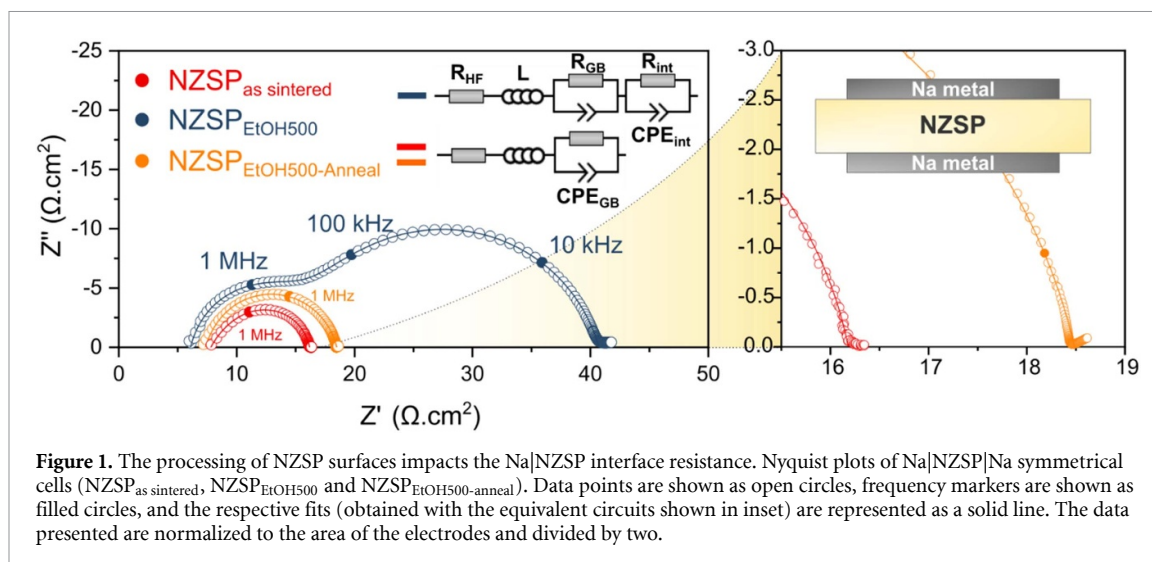 -25
-20
-15
-10
-5
0
Z'' (Ω.cm²)
0
10
20
30
40
50
Z' (Ω.cm²)
NZSPas sintered
NZSPEtOH500
NZSPEtOH500-Anneal
RHF
L
RGB
Rint
CPEint
CPEGB
1 MHz
100 kHz
10 kHz
1 MHz
1 MHz
-3.0
-2.5
-2.0
-1.5
-1.0
-0.5
0.0
16
17
18
19
Na metal
NZSP
Na metal
Figure 1. The processing of NZSP surfaces impacts the Na|NZSP interface resistance. Nyquist plots of Na|NZSP|Na symmetrical
cells (NZSPas sintered, NZSPEtOH500 and NZSPEtOH500-anneal). Data points are shown as open circles, frequency markers are shown as
filled circles, and the respective fits (obtained with the equivalent circuits shown in inset) are represented as a solid line. The data
presented are normalized to the area of the electrodes and divided by two.